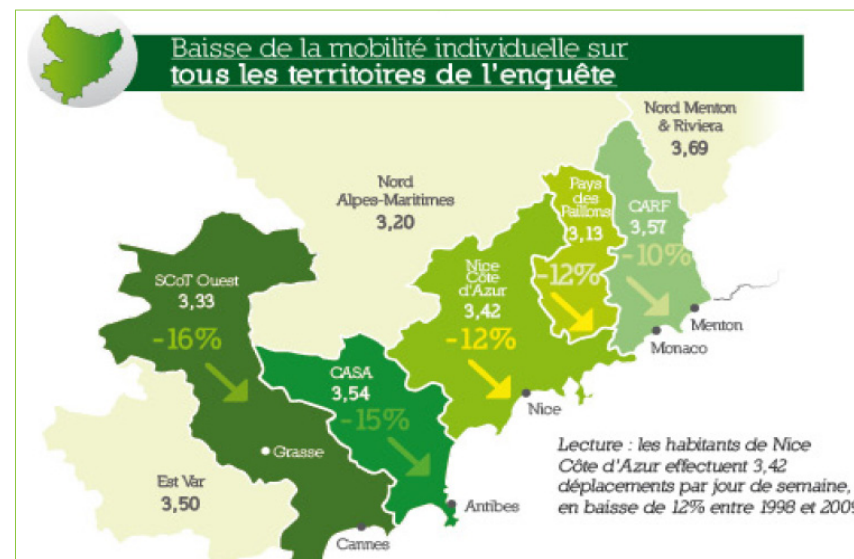 Baisse de la mobilité individuelle sur
tous les territoires de l'enquête
Nord Menton
& Riviera
3,69
Nord
Alpes-Maritimes
3,20
Pays
des
Paillons
3,13
-12%
CARF
3,57
-10%
SCoT Ouest
3,33
-16%
Nice
Côte
d'Azur
3,42
-12%
CASA
3,54
-15%
Menton
Monaco
Nice
Grasse
Est Var
3,50
Antibes
Cannes
Lecture : les habitants de Nice
Côte d'Azur effectuent 3,42
déplacements par jour de semaine,
en baisse de 12% entre 1998 et 2009